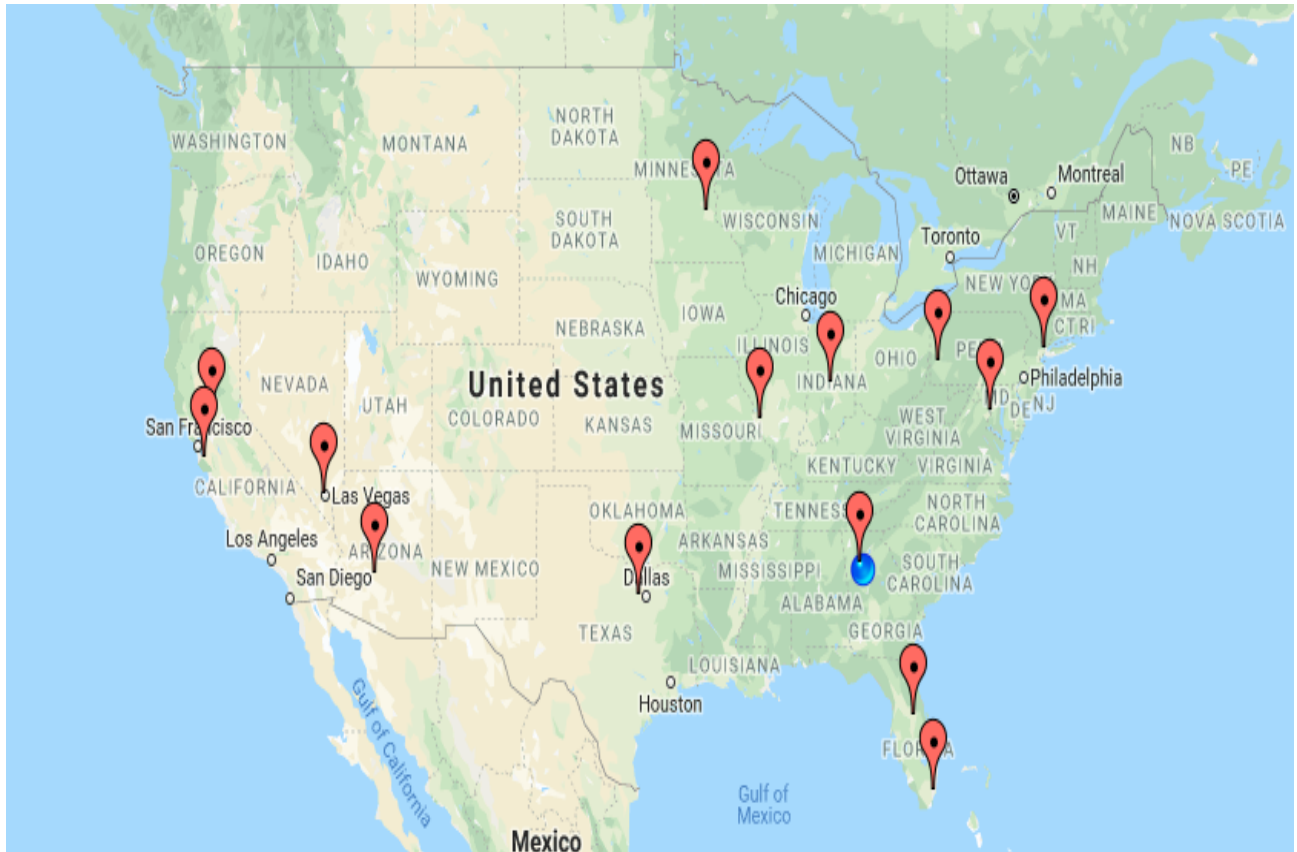 NORTH
DAKOTA
WASHINGTON
MONTANA
MINNESOTA
NB
PE
Ottawa
Montreal
MAINE
NOVA SCOTIA
SOUTH
DAKOTA
WISCONSIN
VT
OREGON
IDAHO
MICHIGAN
Toronto
WYOMING
NH
NEW YOR
Chicago
MA
IOWA
CT RI
NEBRASKA
ILLINOIS
OHIO
PE
NEVADA
United States
INDIANA
Philadelphia
UTAH
MD
DE
NJ
COLORADO
KANSAS
MISSOURI
WEST
VIRGINIA
San Francisco
KENTUCKY
VIRGINIA
CALIFORNIA
Las Vegas
OKLAHOMA
TENNESS
NORTH
CAROLINA
Los Angeles
ARIZONA
ARKANSAS
NEW MEXICO
MISSISSIPPI
SOUTH
CAROLINA
San Diego
Dallas
ALABAMA
TEXAS
GEORGIA
LOUISIANA
Houston
Gulf of California
FLORIDA
Gulf of
Mexico
Mexico